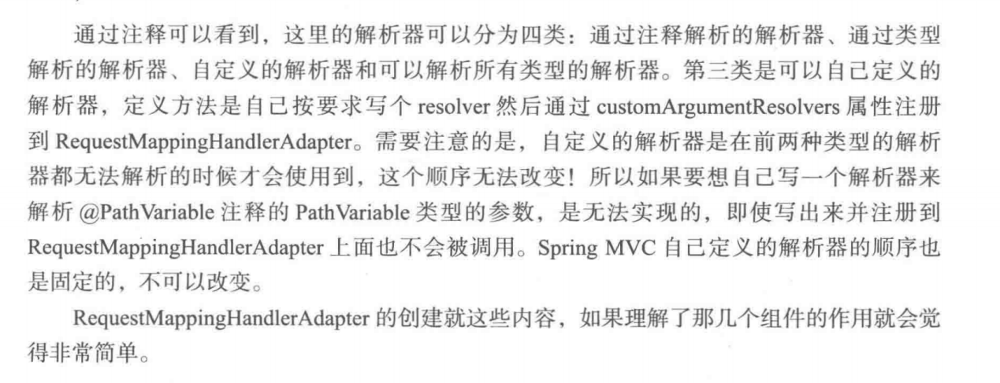 通过注释可以看到，这里的解析器可以分为四类：通过注释解析的解析器、通过类型
解析的解析器、自定义的解析器和可以解析所有类型的解析器。第三类是可以自己定义的
解析器，定义方法是自己按要求写个 resolver 然后通过 customArgumentResolvers 属性注册
到 RequestMappingHandlerAdapter。需要注意的是，自定义的解析器是在前两种类型的解析
器都无法解析的时候才会使用到，这个顺序无法改变！所以如果要想自己写一个解析器来
解析 @PathVariable 注释的 PathVariable 类型的参数，是无法实现的，即使写出来并注册到
RequestMappingHandlerAdapter 上面也不会被调用。Spring MVC 自己定义的解析器的顺序也
是固定的，不可以改变。
RequestMappingHandlerAdapter 的创建就这些内容，如果理解了那几个组件的作用就会觉
得非常简单。